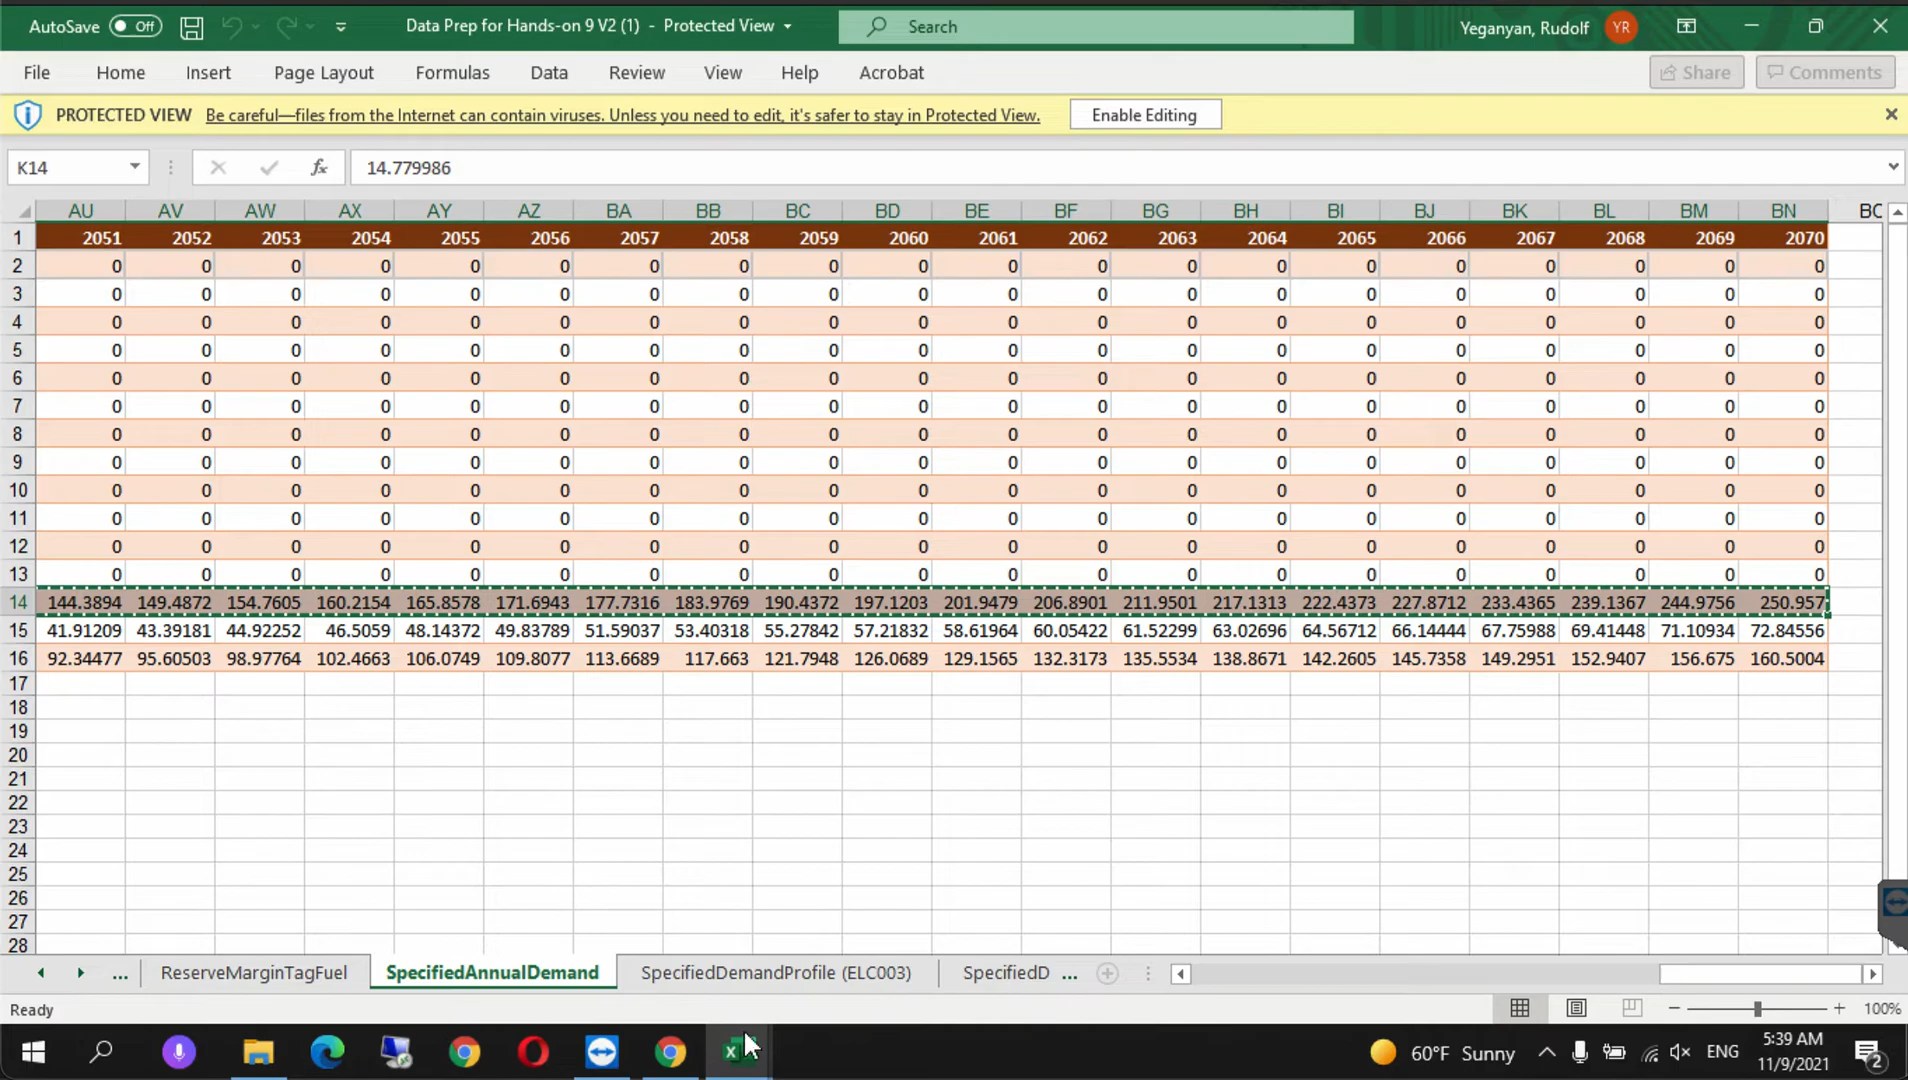 AutoSave Off Data Prep for Hands-on 9 V2 (1) - Protected View Search Yeganyan, Rudolf YR
File Home Insert Page Layout Formulas Data Review View Help Acrobat Share Comments
PROTECTED VIEW Be careful—files from the Internet can contain viruses. Unless you need to edit, it's safer to stay in Protected View. Enable Editing
K14 fx 14.779986
AU AV AW AX AY AZ BA BB BC BD BE BF BG BH BI BJ BK BL BM BN
1 2051 2052 2053 2054 2055 2056 2057 2058 2059 2060 2061 2062 2063 2064 2065 2066 2067 2068 2069 2070
2 0 0 0 0 0 0 0 0 0 0 0 0 0 0 0 0 0 0 0 0
3 0 0 0 0 0 0 0 0 0 0 0 0 0 0 0 0 0 0 0 0
4 0 0 0 0 0 0 0 0 0 0 0 0 0 0 0 0 0 0 0 0
5 0 0 0 0 0 0 0 0 0 0 0 0 0 0 0 0 0 0 0 0
6 0 0 0 0 0 0 0 0 0 0 0 0 0 0 0 0 0 0 0 0
7 0 0 0 0 0 0 0 0 0 0 0 0 0 0 0 0 0 0 0 0
8 0 0 0 0 0 0 0 0 0 0 0 0 0 0 0 0 0 0 0 0
9 0 0 0 0 0 0 0 0 0 0 0 0 0 0 0 0 0 0 0 0
10 0 0 0 0 0 0 0 0 0 0 0 0 0 0 0 0 0 0 0 0
11 0 0 0 0 0 0 0 0 0 0 0 0 0 0 0 0 0 0 0 0
12 0 0 0 0 0 0 0 0 0 0 0 0 0 0 0 0 0 0 0 0
13 0 0 0 0 0 0 0 0 0 0 0 0 0 0 0 0 0 0 0 0
14 144.3894 149.4872 154.7605 160.2154 165.8578 171.6943 177.7316 183.9769 190.4372 197.1203 201.9479 206.8901 211.9501 217.1313 222.4373 227.8712 233.4365 239.1367 244.9756 250.957
15 41.91209 43.39181 44.92252 46.5059 48.14372 49.83789 51.59037 53.40318 55.27842 57.21832 58.61964 60.05422 61.52299 63.02696 64.56712 66.14444 67.75988 69.41448 71.10934 72.84556
16 92.34477 95.60503 98.97764 102.4663 106.0749 109.8077 113.6689 117.663 121.7948 126.0689 129.1565 132.3173 135.5534 138.8671 142.2605 145.7358 149.2951 152.9407 156.675 160.5004
17
18
19
20
21
22
23
24
25
26
27
28
... ReserveMarginTagFuel SpecifiedAnnualDemand SpecifiedDemandProfile (ELC003) SpecifiedD ...
Ready 100%
60°F Sunny ENG 5:39 AM
11/9/2021 2